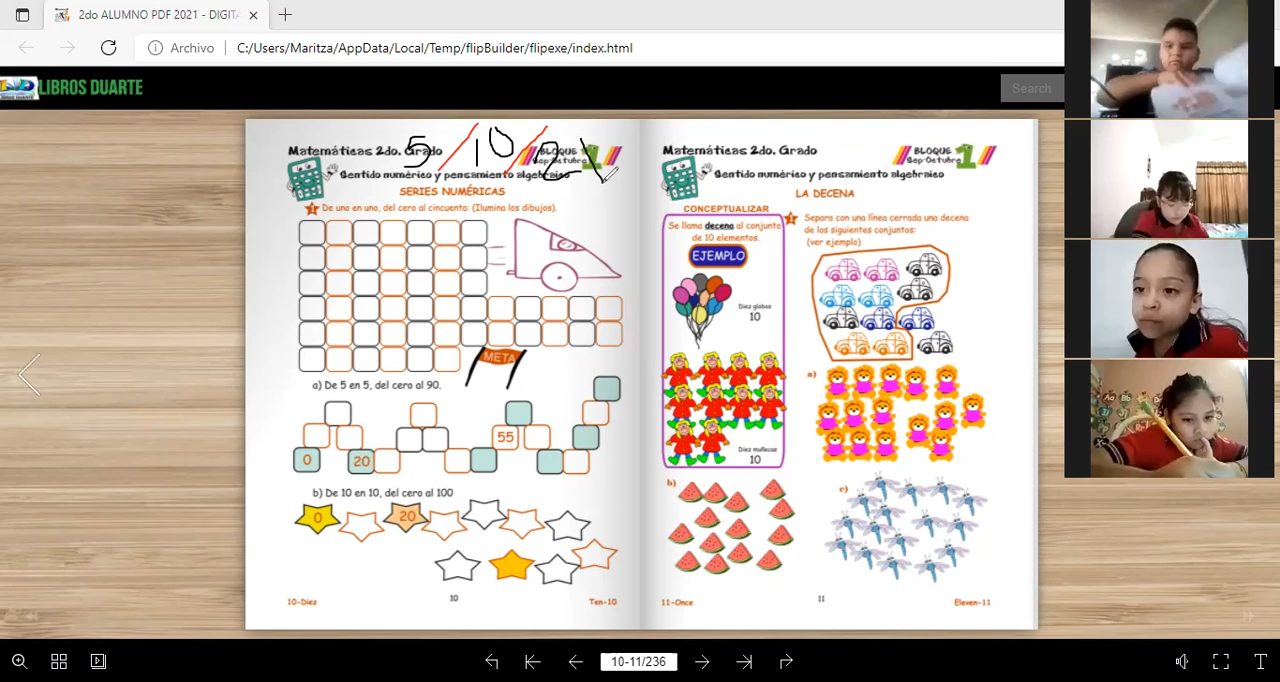 2do ALUMNO PDF 2021 - DIGITA
Archivo
C:/Users/Maritza/AppData/Local/Temp/flipBuilder/flipexe/index.html
LIBROS DUARTE
Search
5/10/21
Matemáticas 2do. Grado
BLOQUE 1
Sep-Octubre
Sentido numérico y pensamiento algebraico
SERIES NUMÉRICAS
De uno en uno, del cero al cincuenta: (Ilumina los dibujos).
META
a) De 5 en 5, del cero al 90.
0
20
55
b) De 10 en 10, del cero al 100
0
20
10-Diez
10
Ten-10
Matemáticas 2do. Grado
BLOQUE 1
Sep-Octubre
Sentido numérico y pensamiento algebraico
LA DECENA
CONCEPTUALIZAR
Se llama decena al conjunto
de 10 elementos.
EJEMPLO
Diez globos
10
Diez muñecas
10
Separa con una línea cerrada una decena
de los siguientes conjuntos:
(ver ejemplo)
a)
b)
c)
11-Once
11
Eleven-11
10-11/236